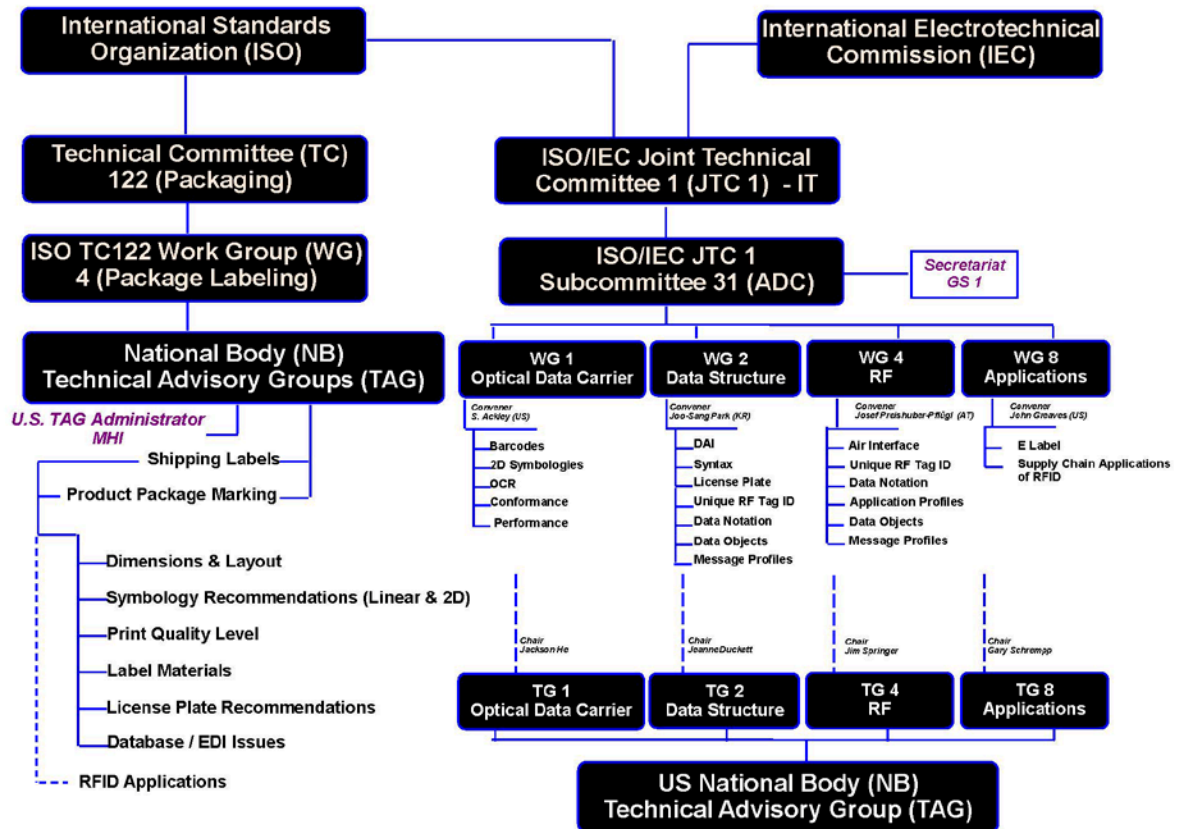 International Standards
Organization (ISO)
International Electrotechnical
Commission (IEC)
Technical Committee (TC)
122 (Packaging)
ISO/IEC Joint Technical
Committee 1 (JTC 1) - IT
ISO TC122 Work Group (WG)
4 (Package Labeling)
ISO/IEC JTC 1
Subcommittee 31 (ADC)
Secretariat
GS 1
National Body (NB)
Technical Advisory Groups (TAG)
U.S. TAG Administrator
MHI
Shipping Labels
Product Package Marking
Dimensions & Layout
Symbology Recommendations (Linear & 2D)
Print Quality Level
Label Materials
License Plate Recommendations
Database / EDI Issues
RFID Applications
WG 1
Optical Data Carrier
Convener
S. Ackley (US)
Barcodes
2D Symbologies
OCR
Conformance
Performance
WG 2
Data Structure
Convener
Joo-Sang Park (KR)
DAI
Syntax
License Plate
Unique RF Tag ID
Data Notation
Data Objects
Message Profiles
WG 4
RF
Convener
Josef Preishuber-Pflügl (AT)
Air Interface
Unique RF Tag ID
Data Notation
Application Profiles
Data Objects
Message Profiles
WG 8
Applications
Convener
John Greaves (US)
E Label
Supply Chain Applications
of RFID
Chair
Jackson He
TG 1
Optical Data Carrier
Chair
Jeanne Duckett
TG 2
Data Structure
Chair
Jim Springer
TG 4
RF
Chair
Gary Schrempp
TG 8
Applications
US National Body (NB)
Technical Advisory Group (TAG)